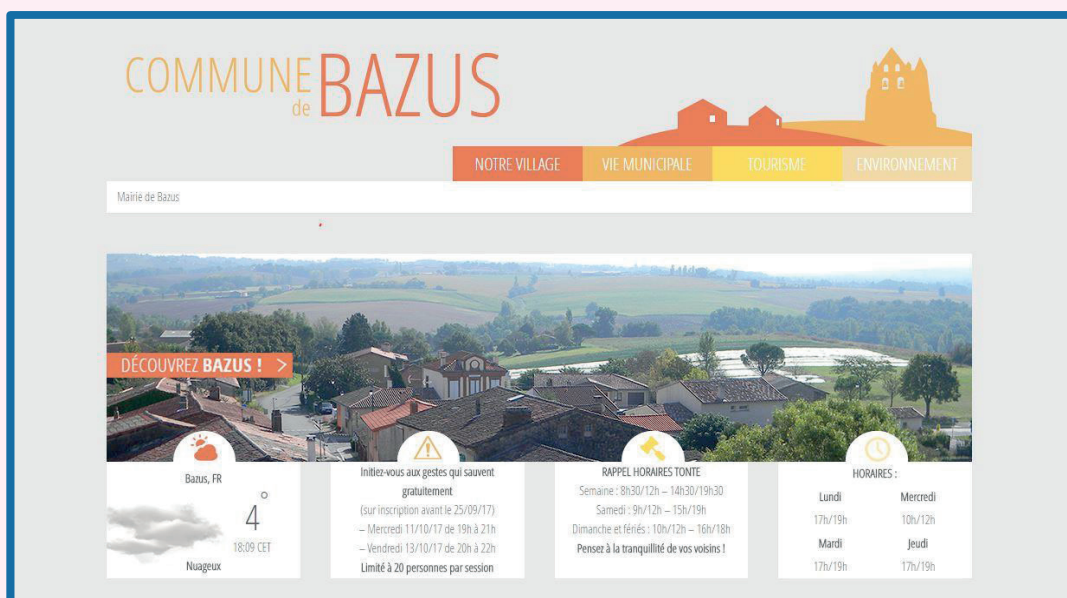 COMMUNE de BAZUS
NOTRE VILLAGE VIE MUNICIPALE TOURISME ENVIRONNEMENT
Mairie de Bazus
DÉCOUVREZ BAZUS ! >
Bazus, FR
4°
18:09 CET
Nuageux
Initiez-vous aux gestes qui sauvent
gratuitement
(sur inscription avant le 25/09/17)
– Mercredi 11/10/17 de 19h à 21h
– Vendredi 13/10/17 de 20h à 22h
Limité à 20 personnes par session
RAPPEL HORAIRES TONTE
Semaine : 8h30/12h – 14h30/19h30
Samedi : 9h/12h – 15h/19h
Dimanche et fériés : 10h/12h – 16h/18h
Pensez à la tranquillité de vos voisins !
HORAIRES :
Lundi Mercredi
17h/19h 10h/12h
Mardi Jeudi
17h/19h 17h/19h